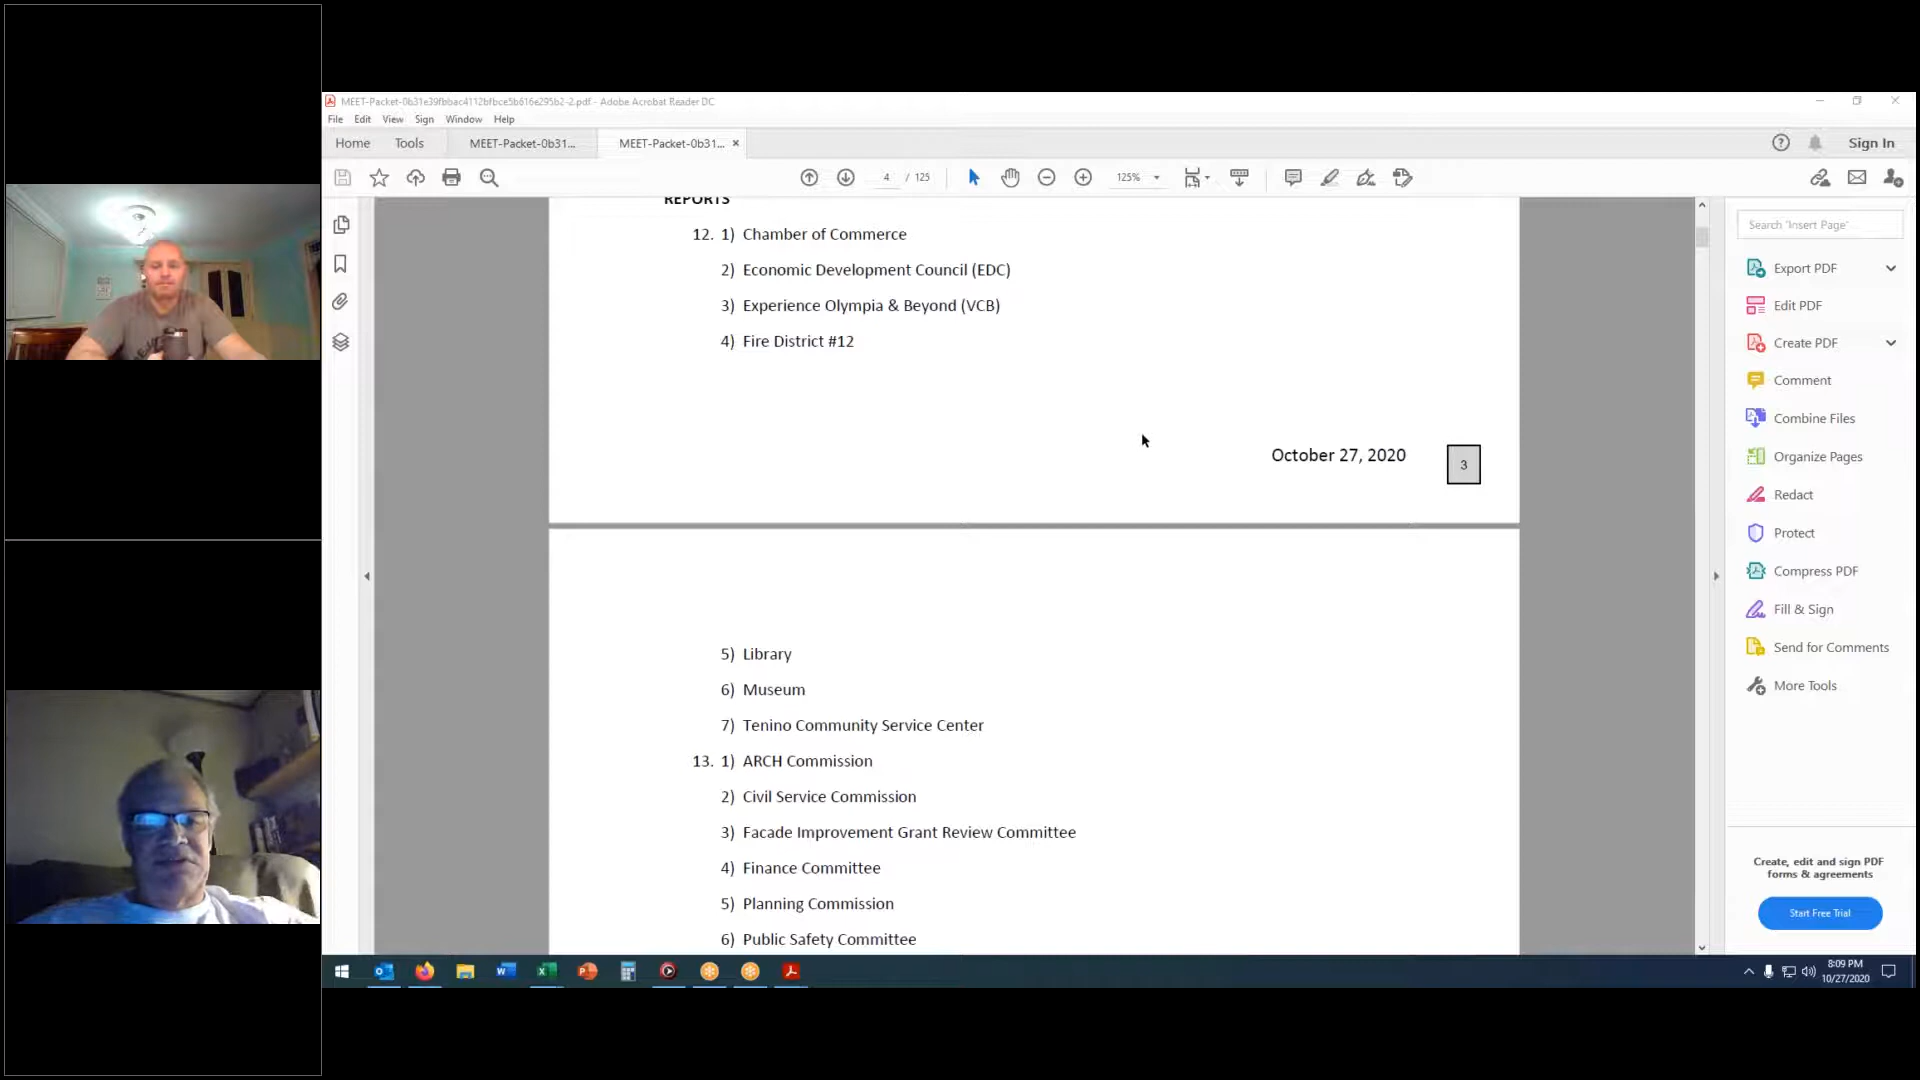 MEET-Packet-0b31e39fbbac4112bfbce5b616e295b2-2.pdf - Adobe Acrobat Reader DC
File Edit View Sign Window Help
Home Tools MEET-Packet-0b31... MEET-Packet-0b31... × Sign In
4 / 125 125%
REPORTS
12. 1) Chamber of Commerce
2) Economic Development Council (EDC)
3) Experience Olympia & Beyond (VCB)
4) Fire District #12
October 27, 2020 3
5) Library
6) Museum
7) Tenino Community Service Center
13. 1) ARCH Commission
2) Civil Service Commission
3) Facade Improvement Grant Review Committee
4) Finance Committee
5) Planning Commission
6) Public Safety Committee
Search "Insert Page"
Export PDF
Edit PDF
Create PDF
Comment
Combine Files
Organize Pages
Redact
Protect
Compress PDF
Fill & Sign
Send for Comments
More Tools
Create, edit and sign PDF
forms & agreements
Start Free Trial
8:09 PM
10/27/2020